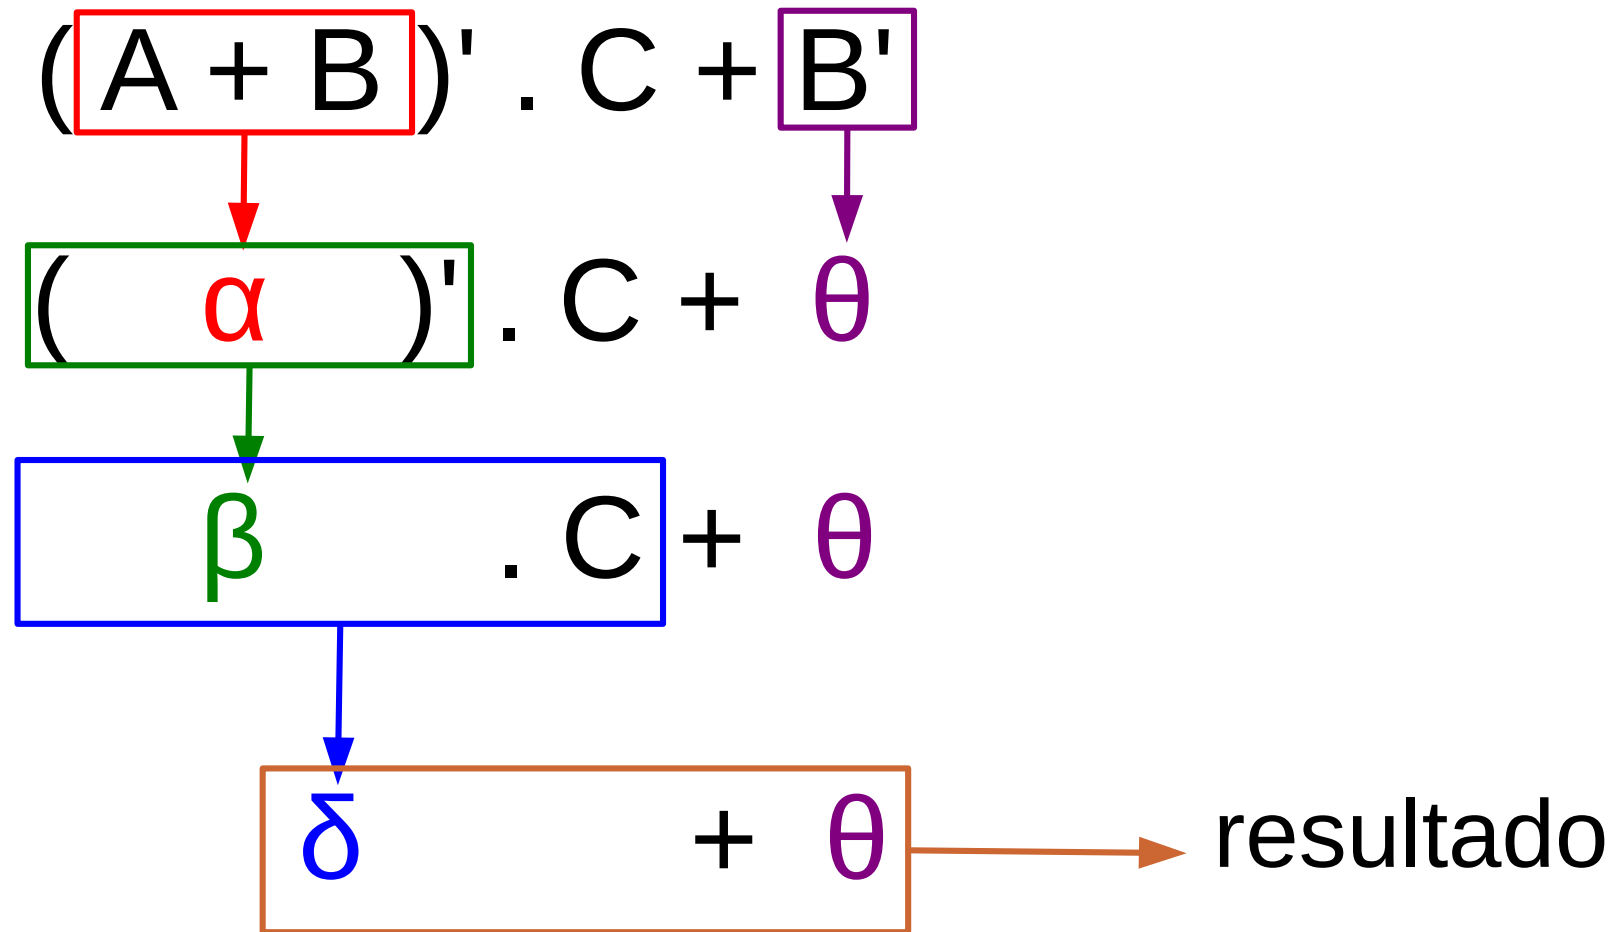 ( A + B )' . C + B'
( α )' . C + θ
β . C + θ
δ + θ resultado